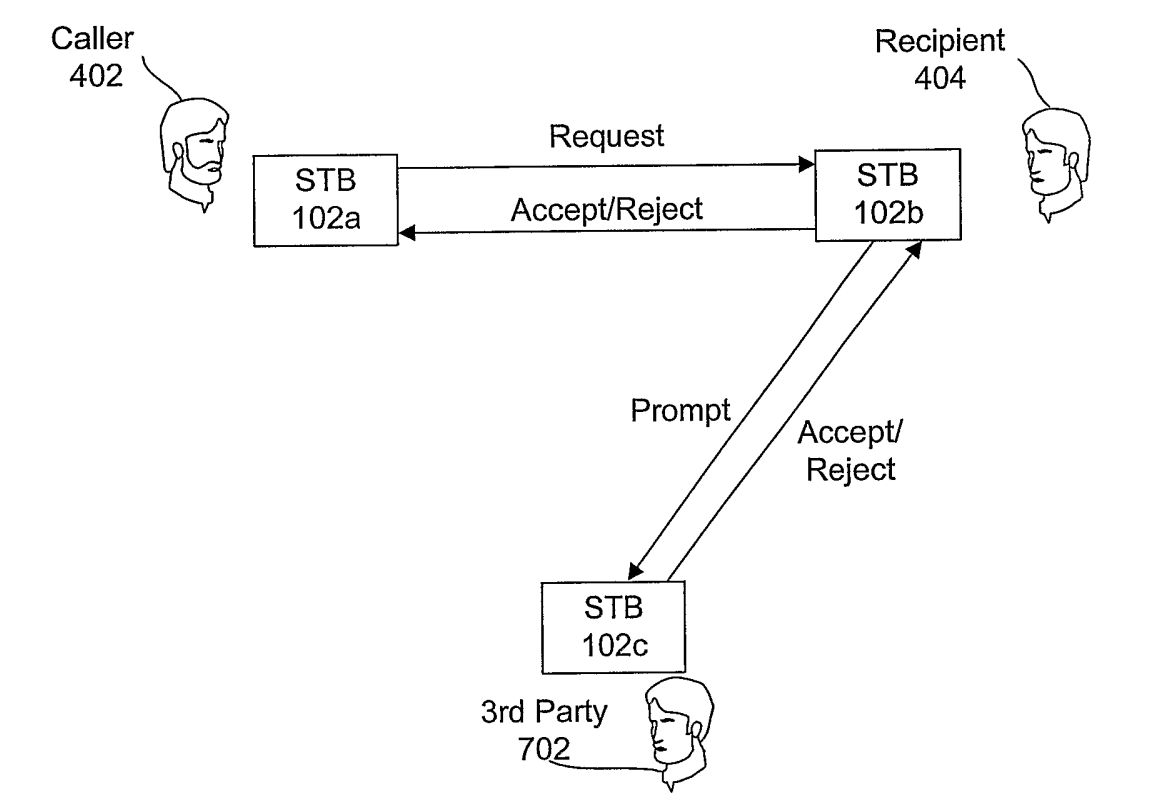 Caller
402
Recipient
404
Request
STB
102a
STB
102b
Accept/Reject
Prompt
Accept/
Reject
STB
102c
3rd Party
702